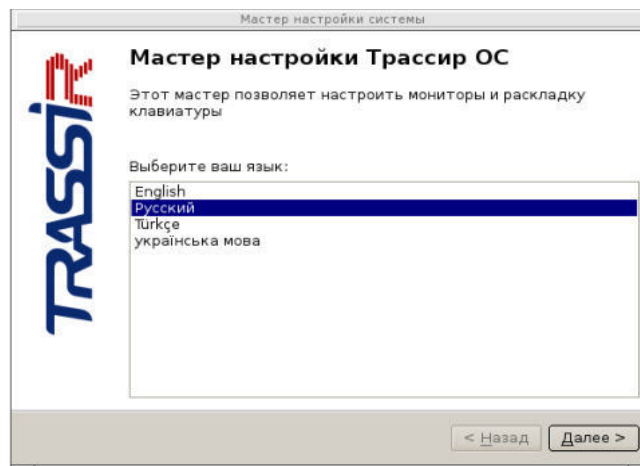 Мастер настройки системы
TRASSIR
Мастер настройки Трассир ОС
Этот мастер позволяет настроить мониторы и раскладку
клавиатуры
Выберите ваш язык:
English
Русский
Türkçe
українська мова
< Назад
Далее >